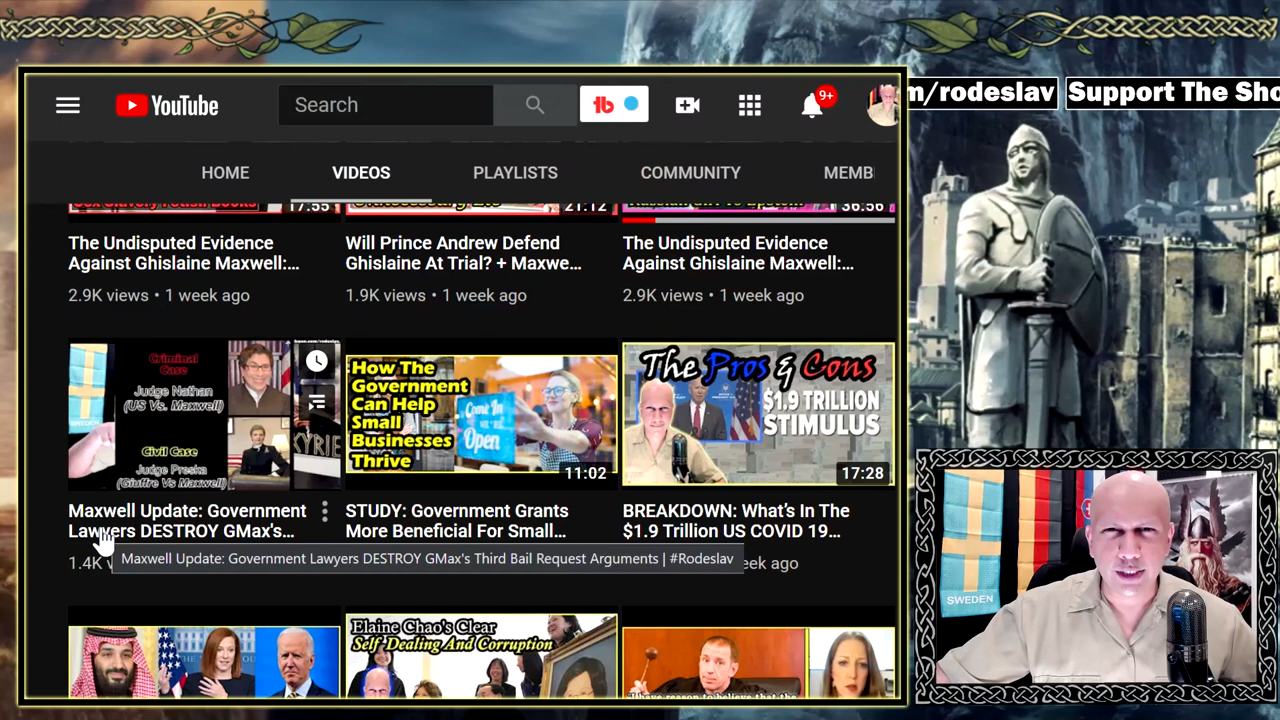 YouTube
Search
9+
m/rodeslav
Support The Sho
HOME
VIDEOS
PLAYLISTS
COMMUNITY
MEMB
17:55
21:12
36:56
The Undisputed Evidence
Against Ghislaine Maxwell:...
2.9K views • 1 week ago
Will Prince Andrew Defend
Ghislaine At Trial? + Maxwe...
1.9K views • 1 week ago
The Undisputed Evidence
Against Ghislaine Maxwell:...
2.9K views • 1 week ago
Criminal
Case
Judge Nathan
(US Vs. Maxwell)
Civil Case
Judge Preska
(Giuffre Vs Maxwell)
KYRIE
How The
Government
Can Help
Small
Businesses
Thrive
Come In
Open
11:02
The Pros & Cons
$1.9 TRILLION
STIMULUS
17:28
Maxwell Update: Government
Lawyers DESTROY GMax's...
1.4K v
STUDY: Government Grants
More Beneficial For Small...
BREAKDOWN: What's In The
$1.9 Trillion US COVID 19...
eek ago
Maxwell Update: Government Lawyers DESTROY GMax's Third Bail Request Arguments | #Rodeslav
Elaine Chao's Clear
Self Dealing And Corruption
"I have reason to believe that the
SWEDEN